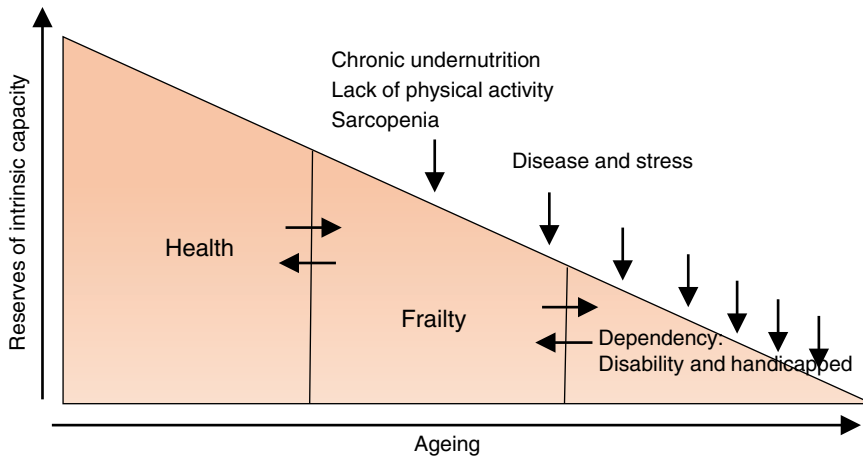 Chronic undernutrition
Lack of physical activity
Sarcopenia
Disease and stress
Reserves of intrinsic capacity
Health
Frailty
Dependency:
Disability and handicapped
Ageing